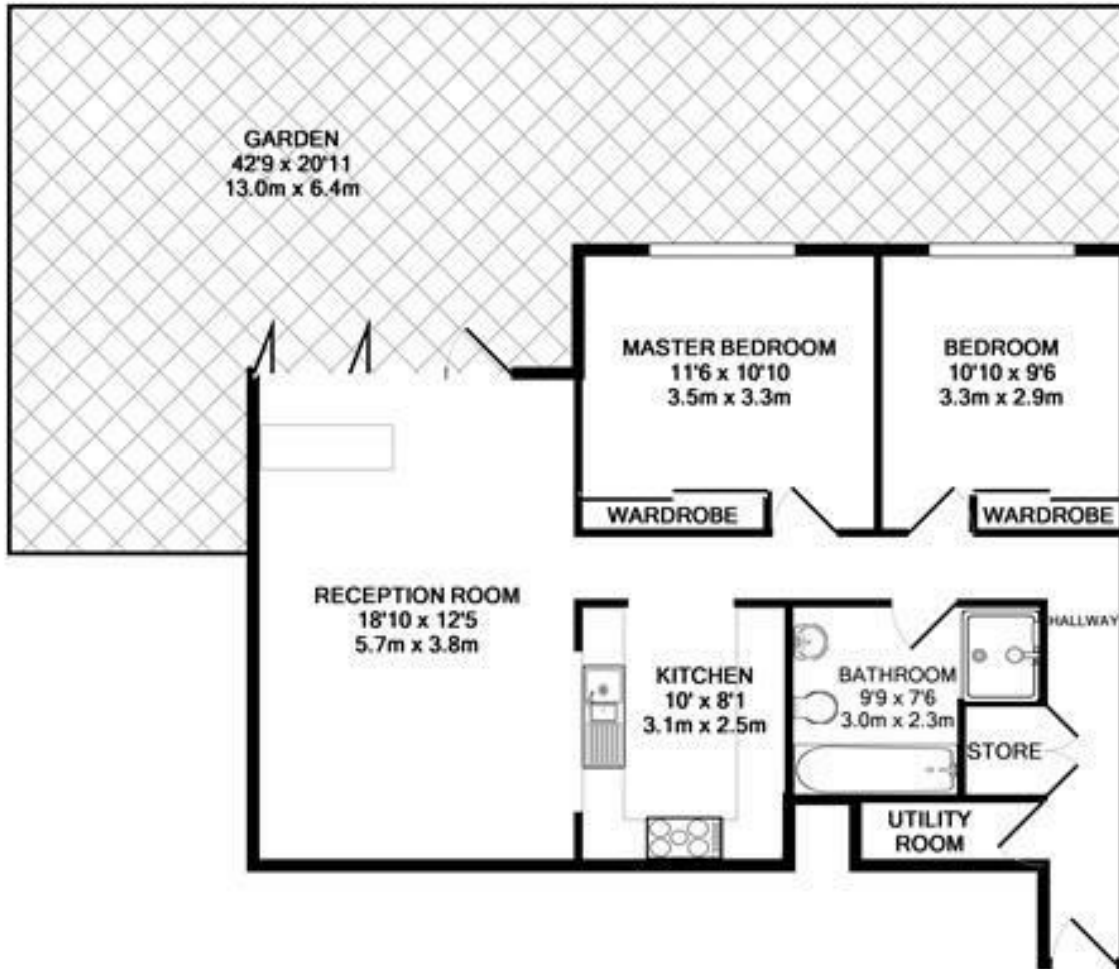 GARDEN
42'9 x 20'11
13.0m x 6.4m
MASTER BEDROOM
11'6 x 10'10
3.5m x 3.3m
BEDROOM
10'10 x 9'6
3.3m x 2.9m
WARDROBE
WARDROBE
RECEPTION ROOM
18'10 x 12'5
5.7m x 3.8m
HALLWAY
KITCHEN
10' x 8'1
3.1m x 2.5m
BATHROOM
9'9 x 7'6
3.0m x 2.3m
STORE
UTILITY
ROOM